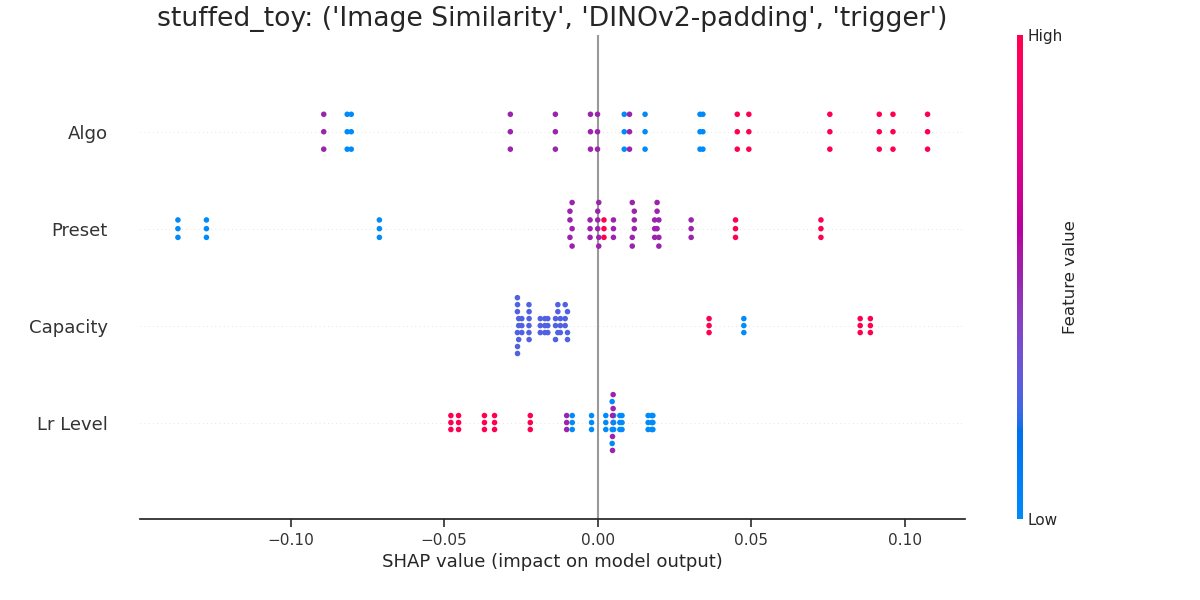 stuffed_toy: ('Image Similarity', 'DINOv2-padding', 'trigger')
High
Algo
Preset
Capacity
Lr Level
Feature value
Low
−0.10
−0.05
0.00
0.05
0.10
SHAP value (impact on model output)